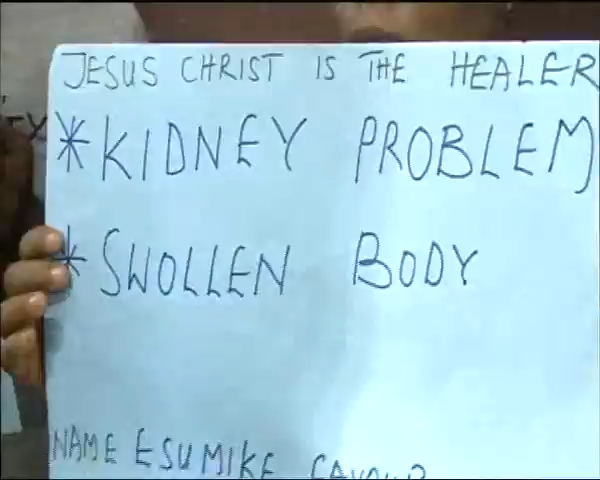 JESUS CHRIST IS THE HEALER
* KIDNEY PROBLEM
* SWOLLEN BODY
NAME ESUMIKE